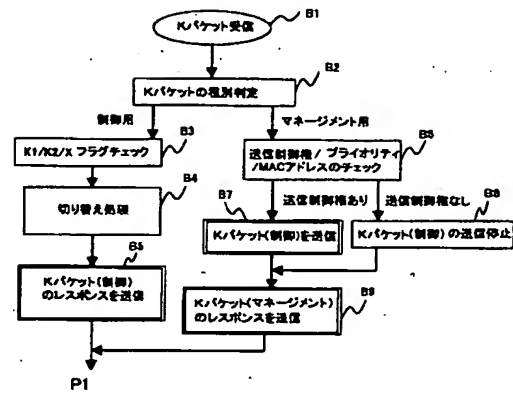 Kパケット受信
B1
B2
Kパケットの種別判定
制御用
マネージメント用
B3
K1/K2/X フラグチェック
B6
送信制御権/ プライオリティ
/MACアドレスのチェック
B4
切り替え処理
B7
送信制御権あり
送信制御権なし
B8
Kパケット(制御)を送信
Kパケット(制御) の送信停止
B5
Kパケット(制御)
のレスポンスを送信
Kパケット(マネージメント)
のレスポンスを送信
B9
P1